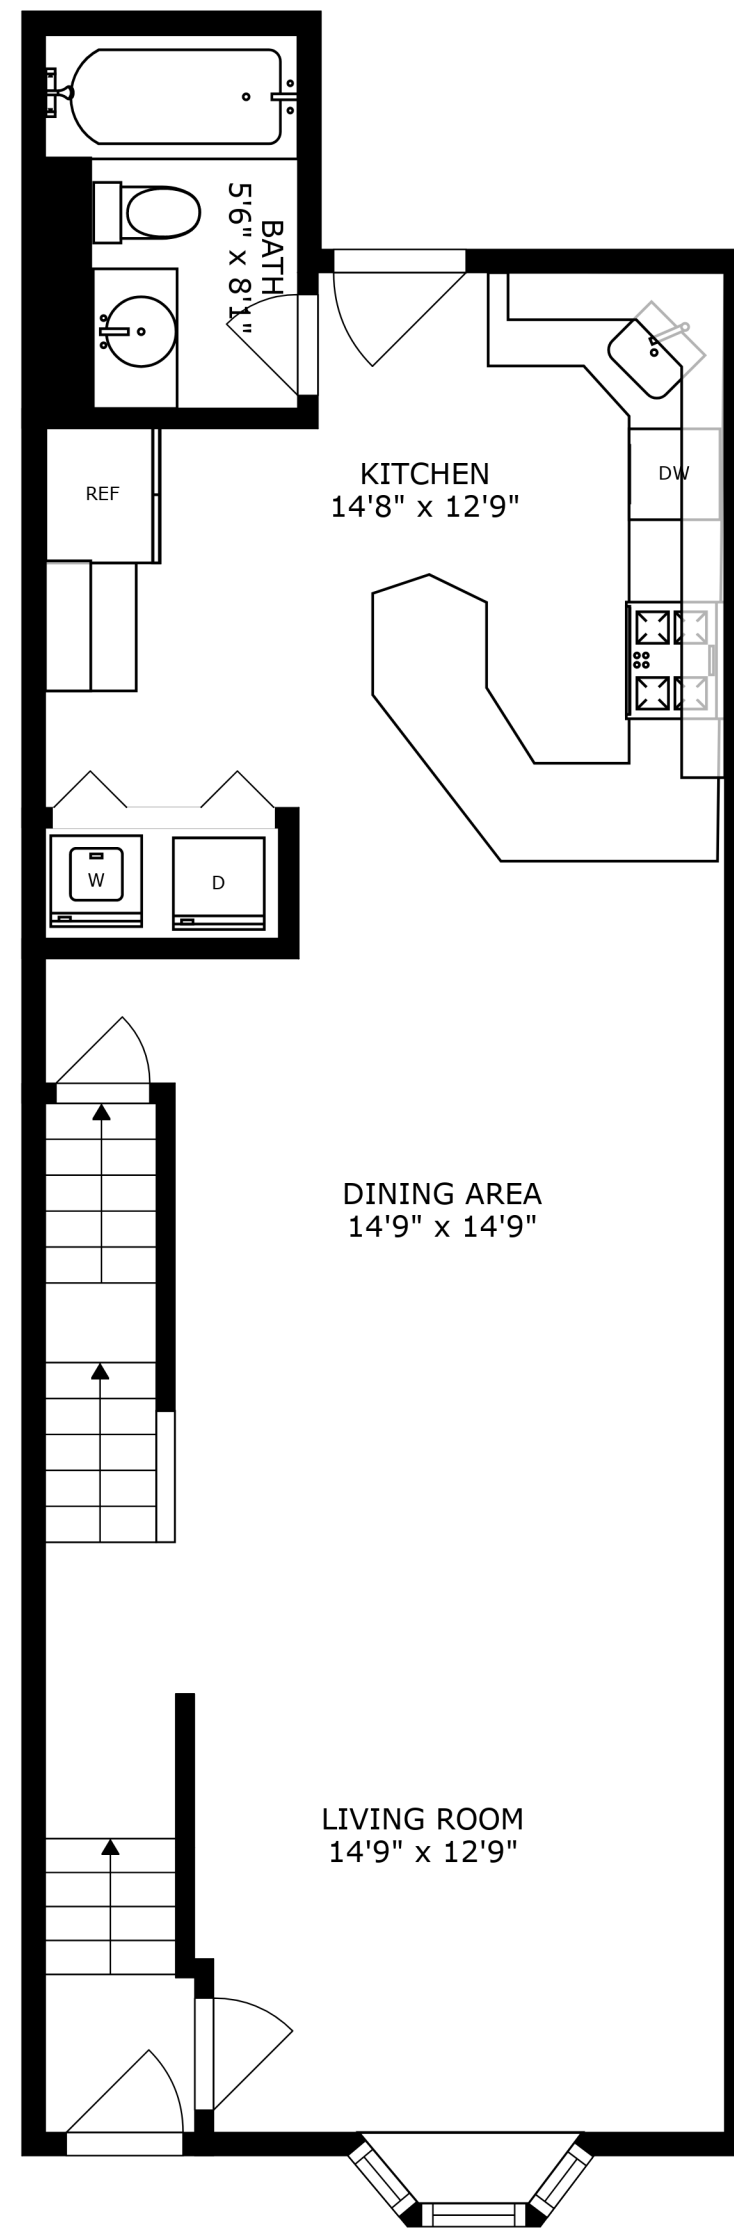 BATH
5'6" x 8'1"
KITCHEN
14'8" x 12'9"
REF
DW
W
D
DINING AREA
14'9" x 14'9"
LIVING ROOM
14'9" x 12'9"